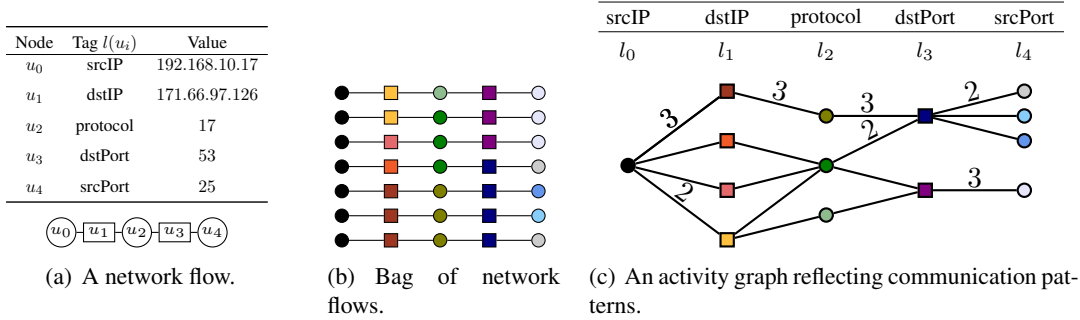 Node Tag l(u_i) Value
u_0 srcIP 192.168.10.17
u_1 dstIP 171.66.97.126
u_2 protocol 17
u_3 dstPort 53
u_4 srcPort 25
u_0 u_1 u_2 u_3 u_4
(a) A network flow.
(b) Bag of network
flows.
srcIP dstIP protocol dstPort srcPort
l_0 l_1 l_2 l_3 l_4
3 3 3 2
2
2 3
(c) An activity graph reflecting communication pat-
terns.